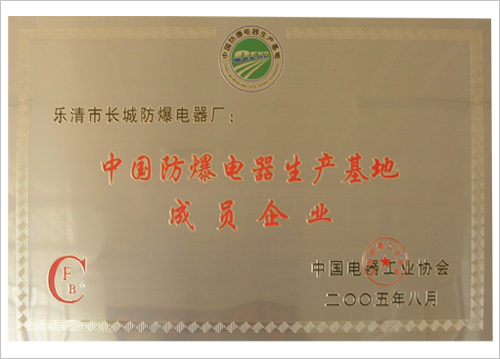 中国防爆电器生产基地
乐清市长城防爆电器厂：
中国防爆电器生产基地
成员企业
CFPB
中国电器工业协会
二〇〇五年八月